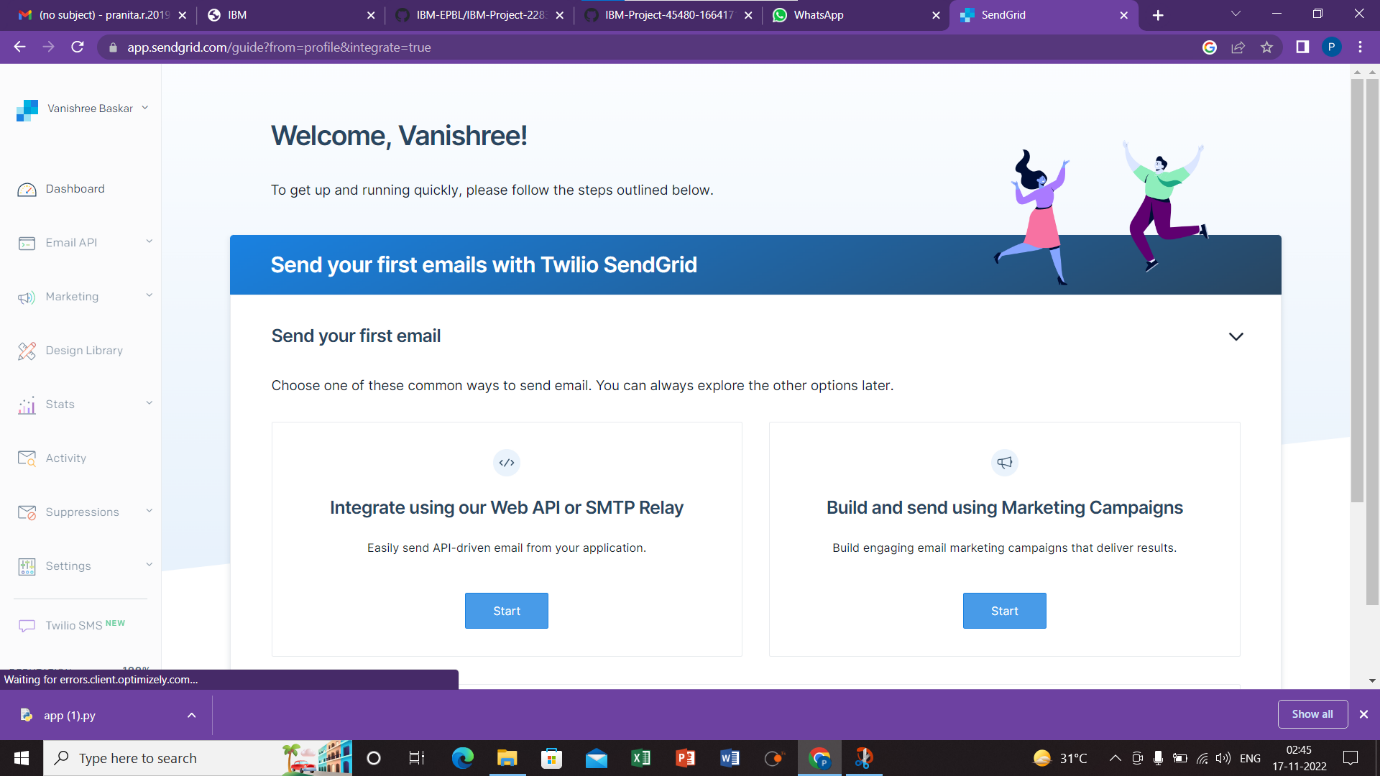 (no subject) - pranita.r.2019
IBM
IBM-EPBL/IBM-Project-228
IBM-Project-45480-166417
WhatsApp
SendGrid
app.sendgrid.com/guide?from=profile&integrate=true
P
Vanishree Baskar
Dashboard
Email API
Marketing
Design Library
Stats
Activity
Suppressions
Settings
Twilio SMS NEW
Welcome, Vanishree!
To get up and running quickly, please follow the steps outlined below.
Send your first emails with Twilio SendGrid
Send your first email
Choose one of these common ways to send email. You can always explore the other options later.
Integrate using our Web API or SMTP Relay
Easily send API-driven email from your application.
Start
Build and send using Marketing Campaigns
Build engaging email marketing campaigns that deliver results.
Start
Waiting for errors.client.optimizely.com...
app (1).py
Show all
Type here to search
31°C
ENG
02:45
17-11-2022